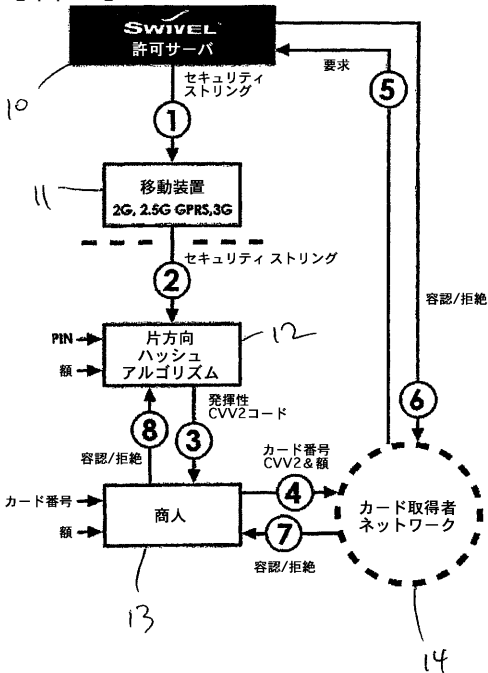 SWIVEL
許可サーバ
10
セキュリティ
ストリング
1
要求
5
11
移動装置
2G, 2.5G GPRS,3G
セキュリティ ストリング
2
容認/拒絶
6
PIN
額
片方向
ハッシュ
アルゴリズム
12
発揮性
CVV2コード
8
3
容認/拒絶
カード番号
CVV2&額
4
カード番号
額
商人
13
7
容認/拒絶
カード取得者
ネットワーク
14